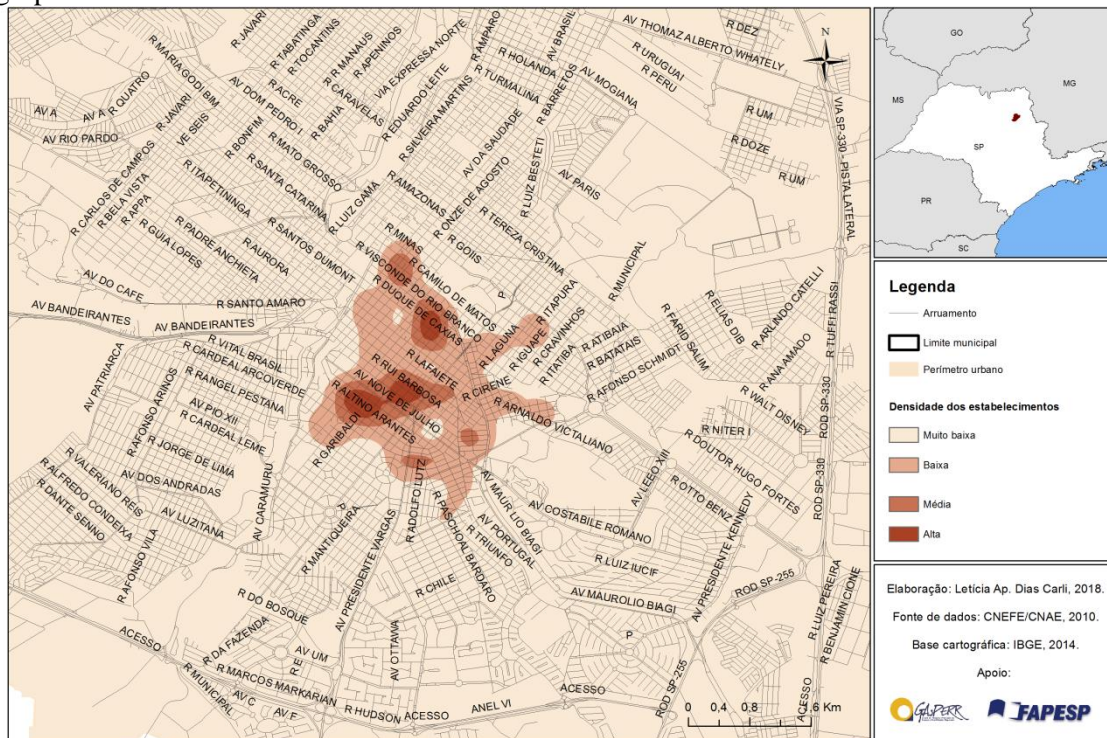 R JAVARI
R TABATINGA
R TOCANTINS
R MANAUS
R APENINOS
VIA EXPRESSA NORTE
R AMPARO
AV BRASIL
AV THOMAZ ALBERTO WHATELY
R DEZ
N
R MARIA GODI BIM
R ACRE
R CARAVELAS
R EDUARDO LEITE
R HOLANDA
R TURMALINA
R URUGUAI
R PERU
AV A
AV A
R QUATRO
R JAVARI
AV DOM PEDRO I
R BAHIA
R SILVEIRA MARTINS
R BARRETOS
AV MOGIANA
R UM
VIA SP-330 - PISTA LATERAL
AV RIO PARDO
VE SEIS
R BONFIM
R MATO GROSSO
AV DA SAUDADE
R DOZE
R UM
R CARLOS DE CAMPOS
R BELA VISTA
R APPA
R ITAPETININGA
R SANTA CATARINA
R LUIZ GAMA
R AMAZONAS
R ONZE DE AGOSTO
R LUIZ BESTETI
AV PARIS
R GUIA LOPES
R PADRE ANCHIETA
R AURORA
R SANTOS DUMONT
R MINAS
R GOIIS
R TEREZA CRISTINA
R VISCONDE DO RIO BRANCO
R CAMILO DE MATOS
R DUQUE DE CAXIAS
R MUNICIPAL
AV DO CAFE
R SANTO AMARO
AV BANDEIRANTES
AV BANDEIRANTES
P
R ITAPURA
R ELIAS DIB
R ARLINDO CATELLI
R TUFFI RASSI
R VITAL BRASIL
R CARDEAL ARCOVERDE
R RANGEL PESTANA
AV PATRIARCA
R LAFAIETE
R LAGUNA
R IGUAPE
R CRAVINHOS
R ITATIBA
R ATIBAIA
R BATATAIS
R FARID SALIM
R ANA AMADO
R AFONSO ARINOS
AV PIO XII
R CARDEAL LEME
R RUI BARBOSA
AV NOVE DE JULHO
R ALTINO ARANTES
R CIRENE
R AFONSO SCHMIDT
R WALT DISNEY
R ARNALDO VICTALIANO
R GARIBALDI
R NITER I
R JORGE DE LIMA
R DOUTOR HUGO FORTES
ROD SP-330
R VALERIANO REIS
R ALFREDO CONDEIXA
R DANTE SENNO
AV DOS ANDRADAS
AV LUZITANA
AV CARAMURU
R ADOLFO LUTZ
AV LEEO XIII
R OTTO BENZ
R AFONSO VILA
R MANTIQUEIRA
AV PRESIDENTE VARGAS
R PASCHOAL BARDARO
AV MAUR LIO BIAGI
AV PORTUGAL
R TRIUNFO
AV COSTABILE ROMANO
AV PRESIDENTE KENNEDY
ROD SP-330
R LUIZ IUCIF
R CHILE
ROD SP-255
AV MAUROLIO BIAGI
R LUIZ PEREIRA
R BENJAMIN CIONE
R DO BOSQUE
R DA FAZENDA
ACESSO
AV UM
R E
AV OTTAWA
P
R MARCOS MARKARIAN
R MUNICIPAL
AV C
AV F
R HUDSON
ACESSO
ANEL VI
ACESSO
ROD SP-255
ACESSO
0 0,4 0,8 1,6 Km
GO
MG
MS
SP
PR
SC
Legenda
Arruamento
Limite municipal
Perímetro urbano
Densidade dos estabelecimentos
Muito baixa
Baixa
Média
Alta
Elaboração: Letícia Ap. Dias Carli, 2018.
Fonte de dados: CNEFE/CNAE, 2010.
Base cartográfica: IBGE, 2014.
Apoio:
GAsPERR
FAPESP